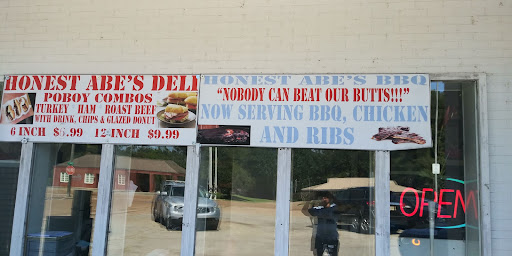 HONEST ABE'S DELI
POBOY COMBOS
TURKEY HAM ROAST BEEF
WITH DRINK, CHIPS & GLAZED DONUT
6 INCH $6.99 12-INCH $9.99
HONEST ABE'S BBQ
"NOBODY CAN BEAT OUR BUTTS!!!"
NOW SERVING BBQ, CHICKEN
AND RIBS
OPEN